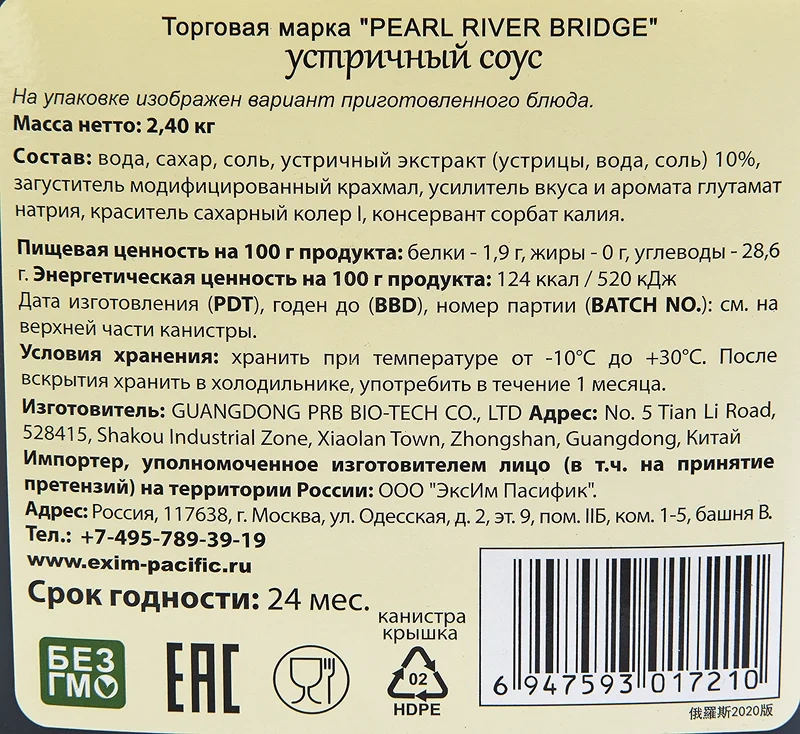 Торговая марка "PEARL RIVER BRIDGE"
устричный соус
На упаковке изображен вариант приготовленного блюда.
Масса нетто: 2,40 кг
Состав: вода, сахар, соль, устричный экстракт (устрицы, вода, соль) 10%,
загуститель модифицированный крахмал, усилитель вкуса и аромата глутамат
натрия, краситель сахарный колер I, консервант сорбат калия.
Пищевая ценность на 100 г продукта: белки - 1,9 г, жиры - 0 г, углеводы - 28,6
г. Энергетическая ценность на 100 г продукта: 124 ккал / 520 кДж
Дата изготовления (PDT), годен до (BBD), номер партии (BATCH NO.): см. на
верхней части канистры.
Условия хранения: хранить при температуре от -10°С до +30°С. После
вскрытия хранить в холодильнике, употребить в течение 1 месяца.
Изготовитель: GUANGDONG PRB BIO-TECH CO., LTD Адрес: No. 5 Tian Li Road,
528415, Shakou Industrial Zone, Xiaolan Town, Zhongshan, Guangdong, Китай
Импортер, уполномоченное изготовителем лицо (в т.ч. на принятие
претензий) на территории России: ООО "ЭксИм Пасифик".
Адрес: Россия, 117638, г. Москва, ул. Одесская, д. 2, эт. 9, пом. IIБ, ком. 1-5, башня В.
Тел.: +7-495-789-39-19
www.exim-pacific.ru
Срок годности: 24 мес.
канистра
крышка
БЕЗ
ГМО
EAC
02
HDPE
6 947593 017210
俄羅斯2020版